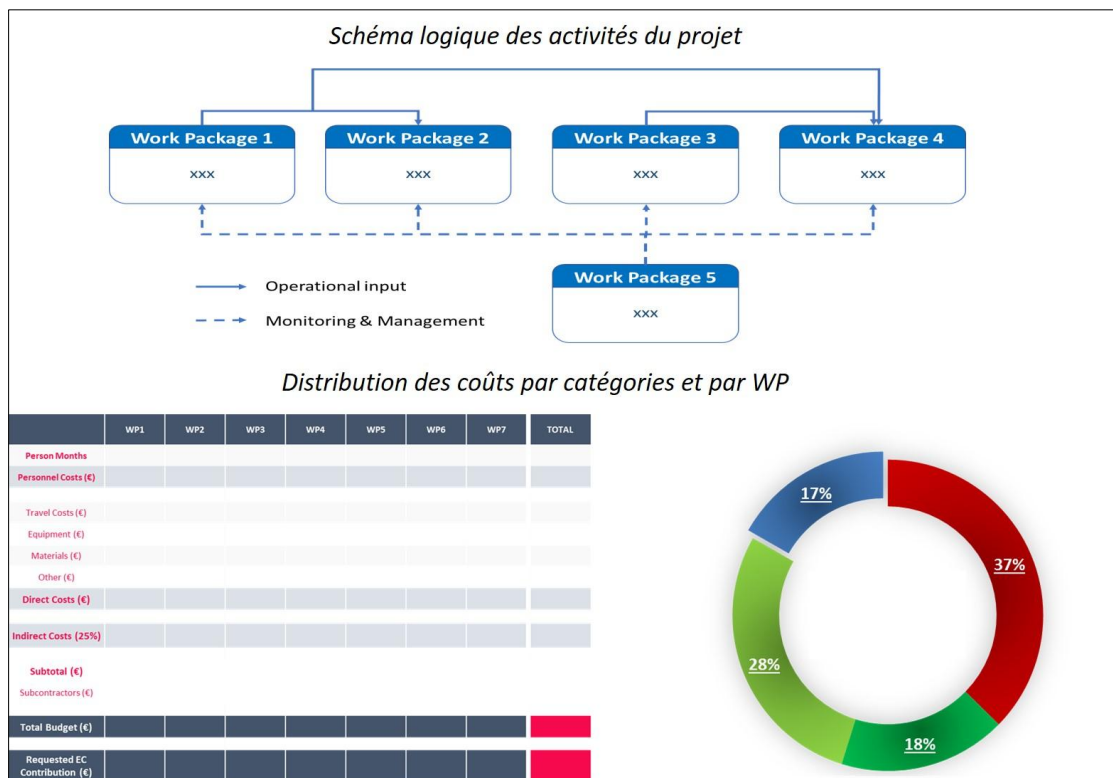 Schéma logique des activités du projet
Work Package 1
Work Package 2
Work Package 3
Work Package 4
xxx
xxx
xxx
xxx
Work Package 5
xxx
Operational input
Monitoring & Management
Distribution des coûts par catégories et par WP
WP1 WP2 WP3 WP4 WP5 WP6 WP7 TOTAL
Person Months
Personnel Costs (€)
Travel Costs (€)
Equipment (€)
Materials (€)
Other (€)
Direct Costs (€)
Indirect Costs (25%)
Subtotal (€)
Subcontractors (€)
Total Budget (€)
Requested EC
Contribution (€)
17%
37%
28%
18%